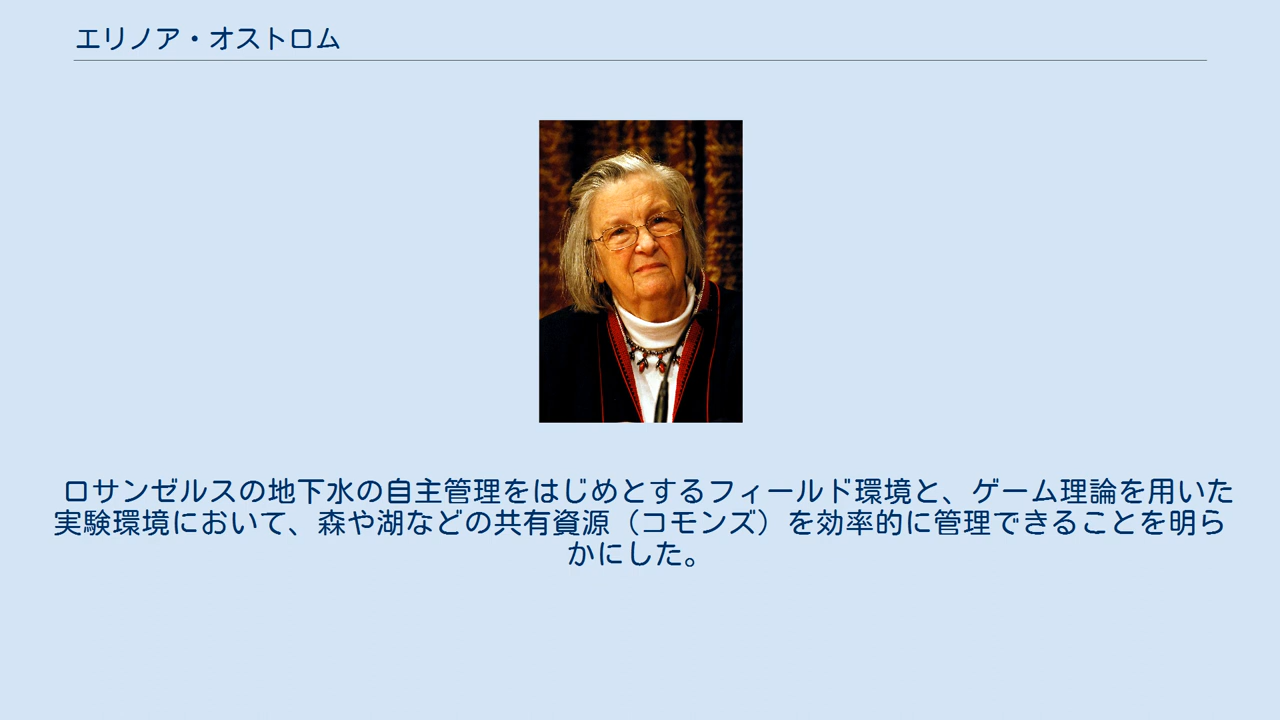 エリノア・オストロム
ロサンゼルスの地下水の自主管理をはじめとするフィールド環境と、ゲーム理論を用いた
実験環境において、森や湖などの共有資源（コモンズ）を効率的に管理できることを明ら
かにした。